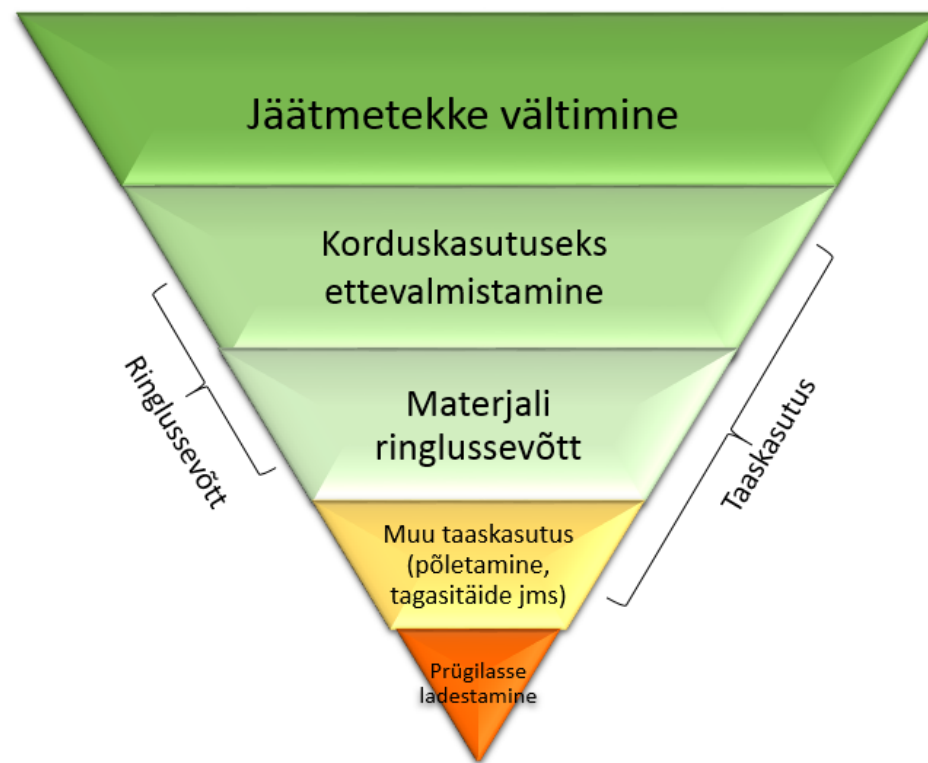 Jäätmetekke vältimine
Korduskasutuseks
ettevalmistamine
Ringlussevõtt
Materjali
ringlussevõtt
Taaskasutus
Muu taaskasutus
(põletamine,
tagasitäide jms)
Prügilasse
ladestamine